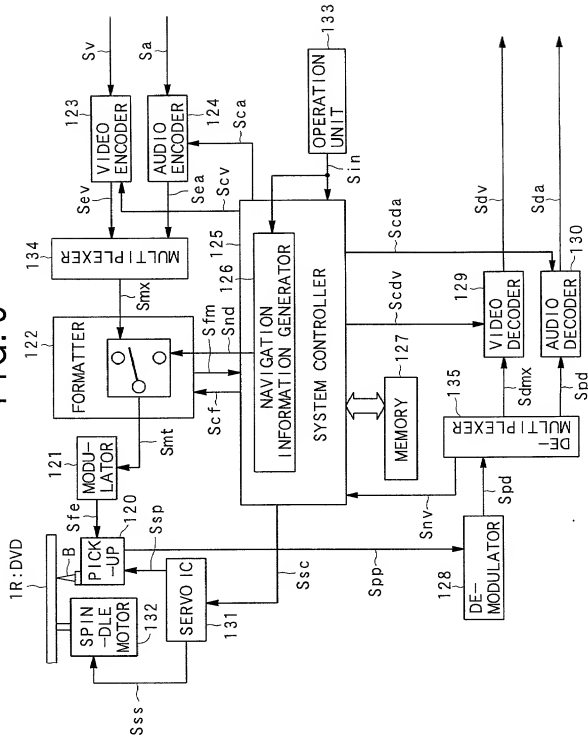 1R:DVD
B
SPIN
-DLE
MOTOR
132
PICK
-UP
120
Sfe
MODU-
LATOR
121
Smt
FORMATTER
122
Smx
MULTIPLEXER
134
Sev
VIDEO
ENCODER
123
Sv
Sea
AUDIO
ENCODER
124
Sa
Sca
Scv
Sss
SERVO IC
131
Ssp
Ssc
Scf
Sfm
Snd
125
126
NAVIGATION
INFORMATION GENERATOR
SYSTEM CONTROLLER
Sin
OPERATION
UNIT
133
Spp
Snv
MEMORY
127
Scdv
Scda
DE-
MODULATOR
128
Spd
DE-
MULTIPLEXER
135
Sdmx
VIDEO
DECODER
129
Sdv
Spd
AUDIO
DECODER
130
Sda